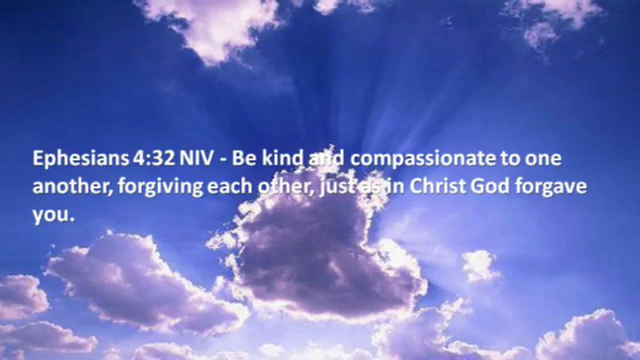 Ephesians 4:32 NIV - Be kind and compassionate to one
another, forgiving each other, just as in Christ God forgave
you.